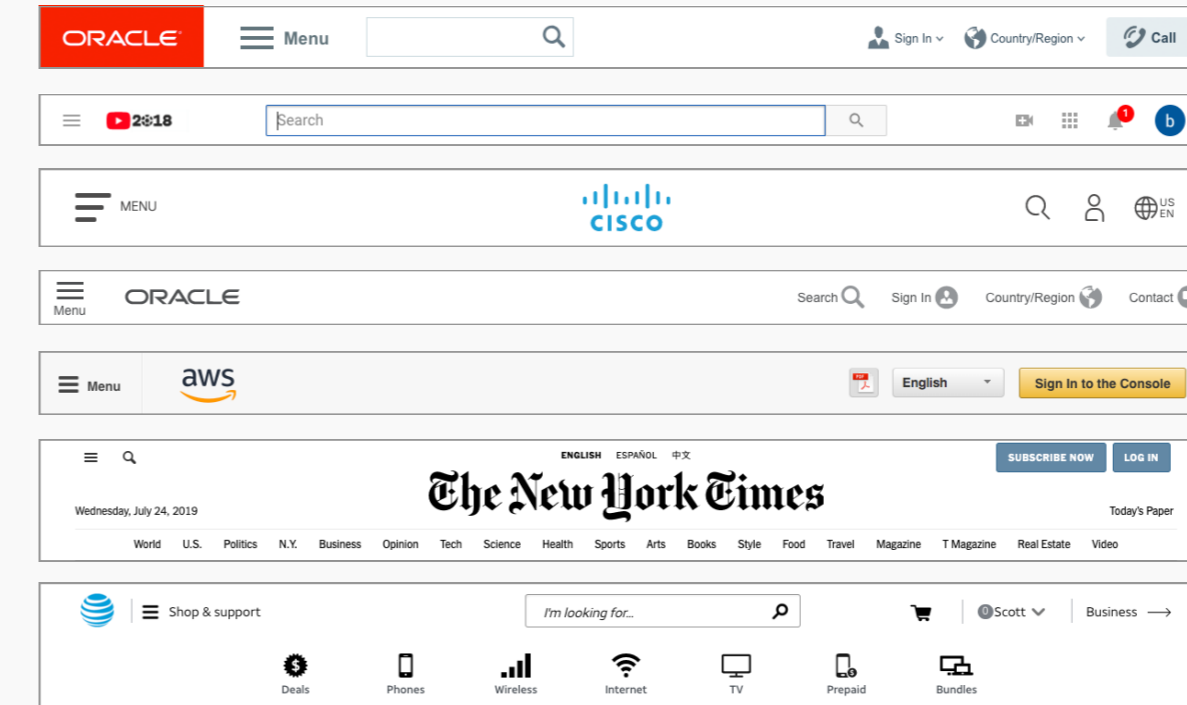 ORACLE Menu Sign In Country/Region Call
2018 Search 1 b
MENU CISCO US
EN
ORACLE Search Sign In Country/Region Contact
Menu
Menu aws PDF English Sign In to the Console
ENGLISH ESPAÑOL 中文 SUBSCRIBE NOW LOG IN
The New York Times
Wednesday, July 24, 2019 Today's Paper
World U.S. Politics N.Y. Business Opinion Tech Science Health Sports Arts Books Style Food Travel Magazine T Magazine Real Estate Video
Shop & support I'm looking for... 0 Scott Business
Deals Phones Wireless Internet TV Prepaid Bundles